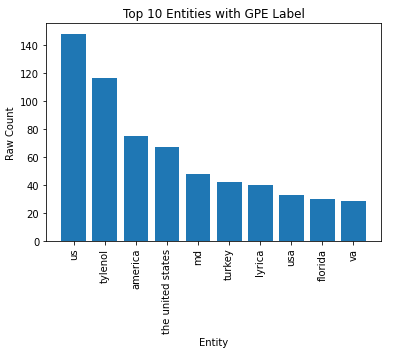 Top 10 Entities with GPE Label
Raw Count
140
120
100
80
60
40
20
0
us
tylenol
america
the united states
md
turkey
lyrica
usa
florida
va
Entity